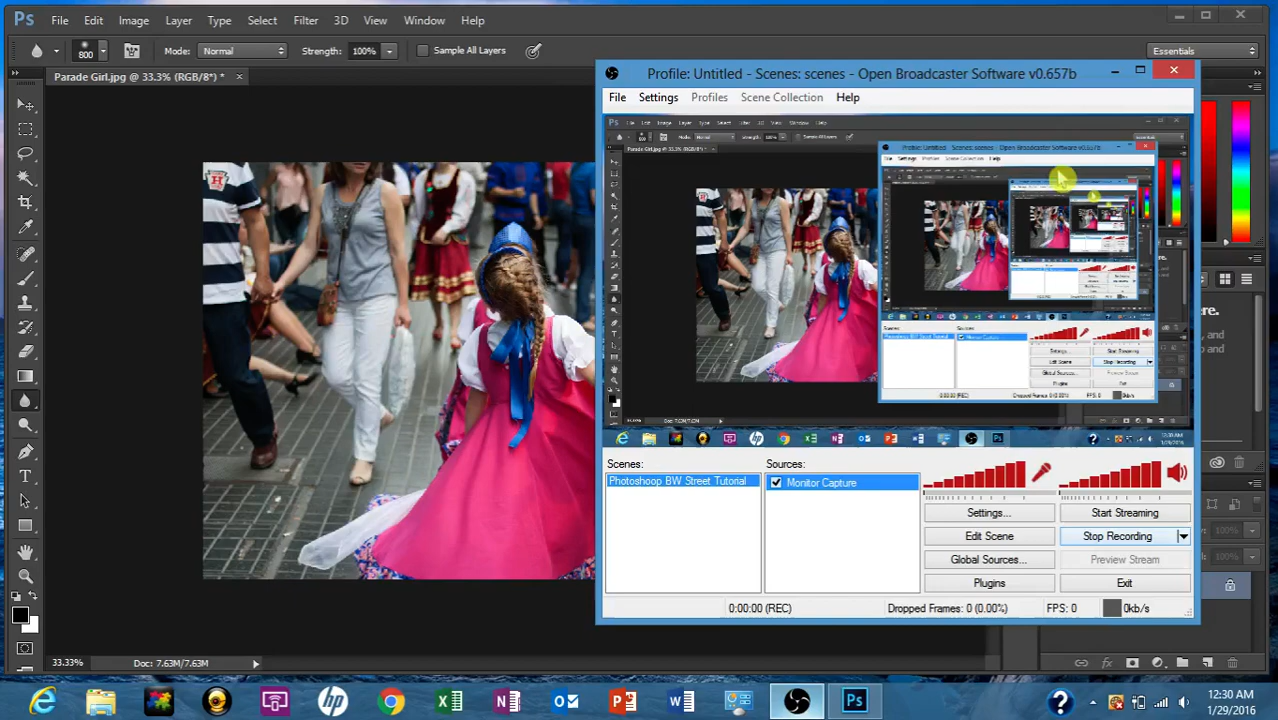 Ps File Edit Image Layer Type Select Filter 3D View Window Help
800 Mode: Normal Strength: 100% Sample All Layers Essentials
Parade Girl.jpg @ 33.3% (RGB/8*) * ×
Profile: Untitled - Scenes: scenes - Open Broadcaster Software v0.657b
File Settings Profiles Scene Collection Help
Scenes: Sources:
Photoshoop BW Street Tutorial Monitor Capture
Settings... Start Streaming
Edit Scene Stop Recording
Global Sources... Preview Stream
Plugins Exit
0:00:00 (REC) Dropped Frames: 0 (0.00%) FPS: 0 0kb/s
33.33% Doc: 7.63M/7.63M
12:30 AM
1/29/2016